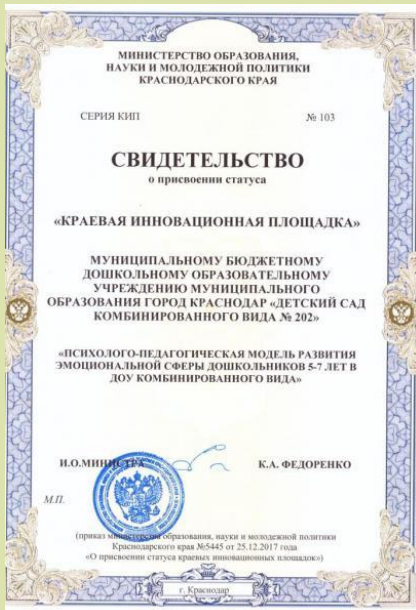 МИНИСТЕРСТВО ОБРАЗОВАНИЯ,
НАУКИ И МОЛОДЕЖНОЙ ПОЛИТИКИ
КРАСНОДАРСКОГО КРАЯ
СЕРИЯ КИП № 103
СВИДЕТЕЛЬСТВО
о присвоении статуса
«КРАЕВАЯ ИННОВАЦИОННАЯ ПЛОЩАДКА»
МУНИЦИПАЛЬНОМУ БЮДЖЕТНОМУ
ДОШКОЛЬНОМУ ОБРАЗОВАТЕЛЬНОМУ
УЧРЕЖДЕНИЮ МУНИЦИПАЛЬНОГО
ОБРАЗОВАНИЯ ГОРОД КРАСНОДАР «ДЕТСКИЙ САД
КОМБИНИРОВАННОГО ВИДА № 202»
«ПСИХОЛОГО-ПЕДАГОГИЧЕСКАЯ МОДЕЛЬ РАЗВИТИЯ
ЭМОЦИОНАЛЬНОЙ СФЕРЫ ДОШКОЛЬНИКОВ 5-7 ЛЕТ В
ДОУ КОМБИНИРОВАННОГО ВИДА»
И.О.МИНИСТРА К.А. ФЕДОРЕНКО
М.П.
(приказ министерства образования, науки и молодежной политики
Краснодарского края №5445 от 25.12.2017 года
«О присвоении статуса краевых инновационных площадок»)
г. Краснодар